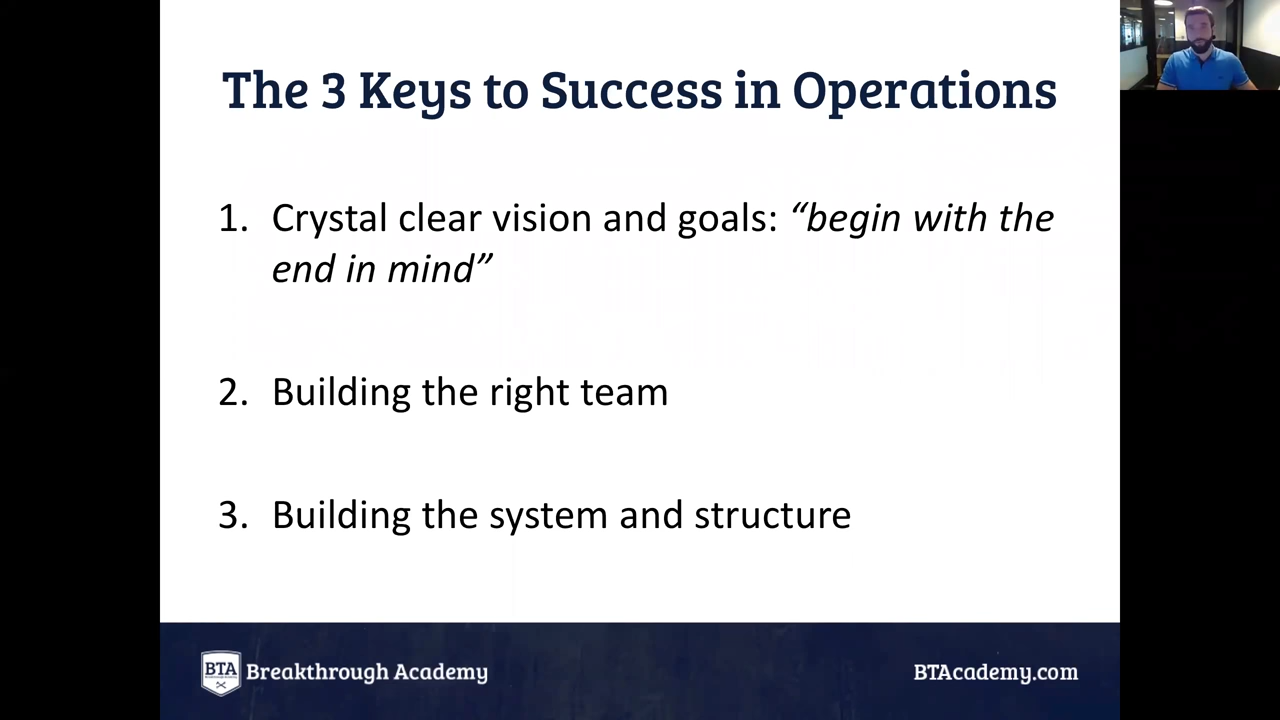 The 3 Keys to Success in Operations
1. Crystal clear vision and goals: “begin with the
end in mind”
2. Building the right team
3. Building the system and structure
BTA
Breakthrough Academy
BTAcademy.com